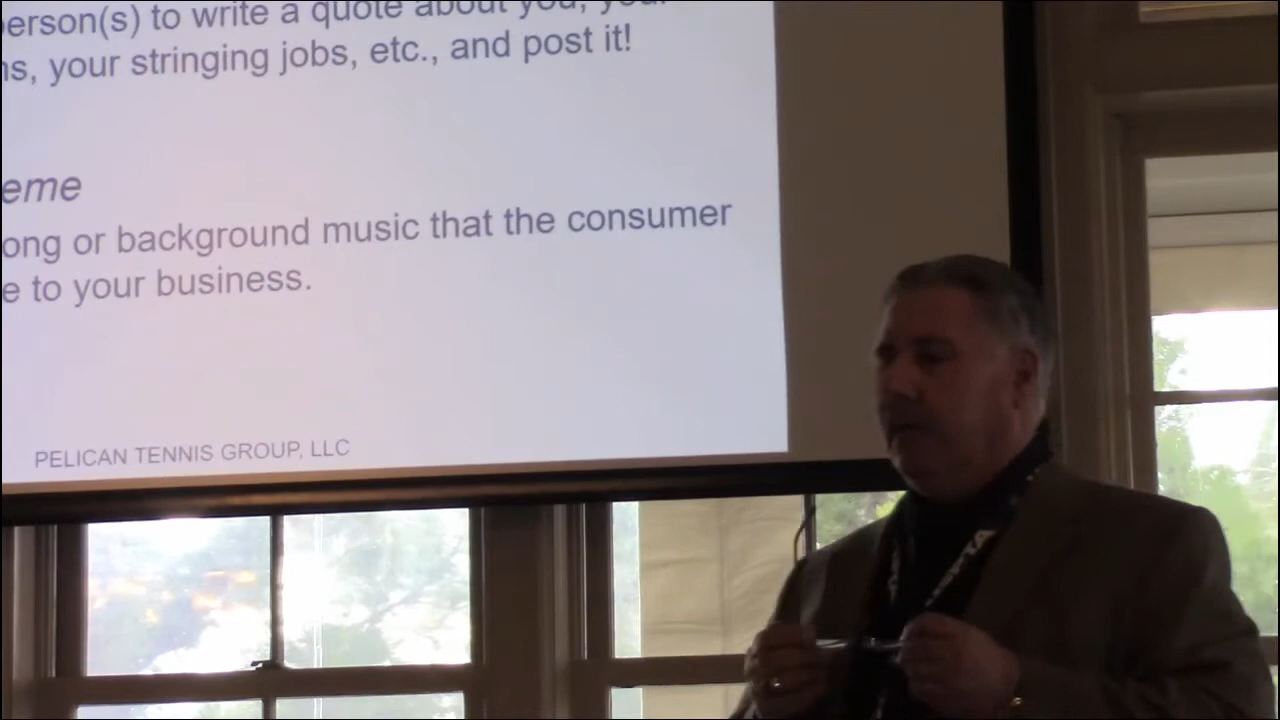 erson(s) to write a quote about you, your
ns, your stringing jobs, etc., and post it!
eme
ong or background music that the consumer
e to your business.
PELICAN TENNIS GROUP, LLC